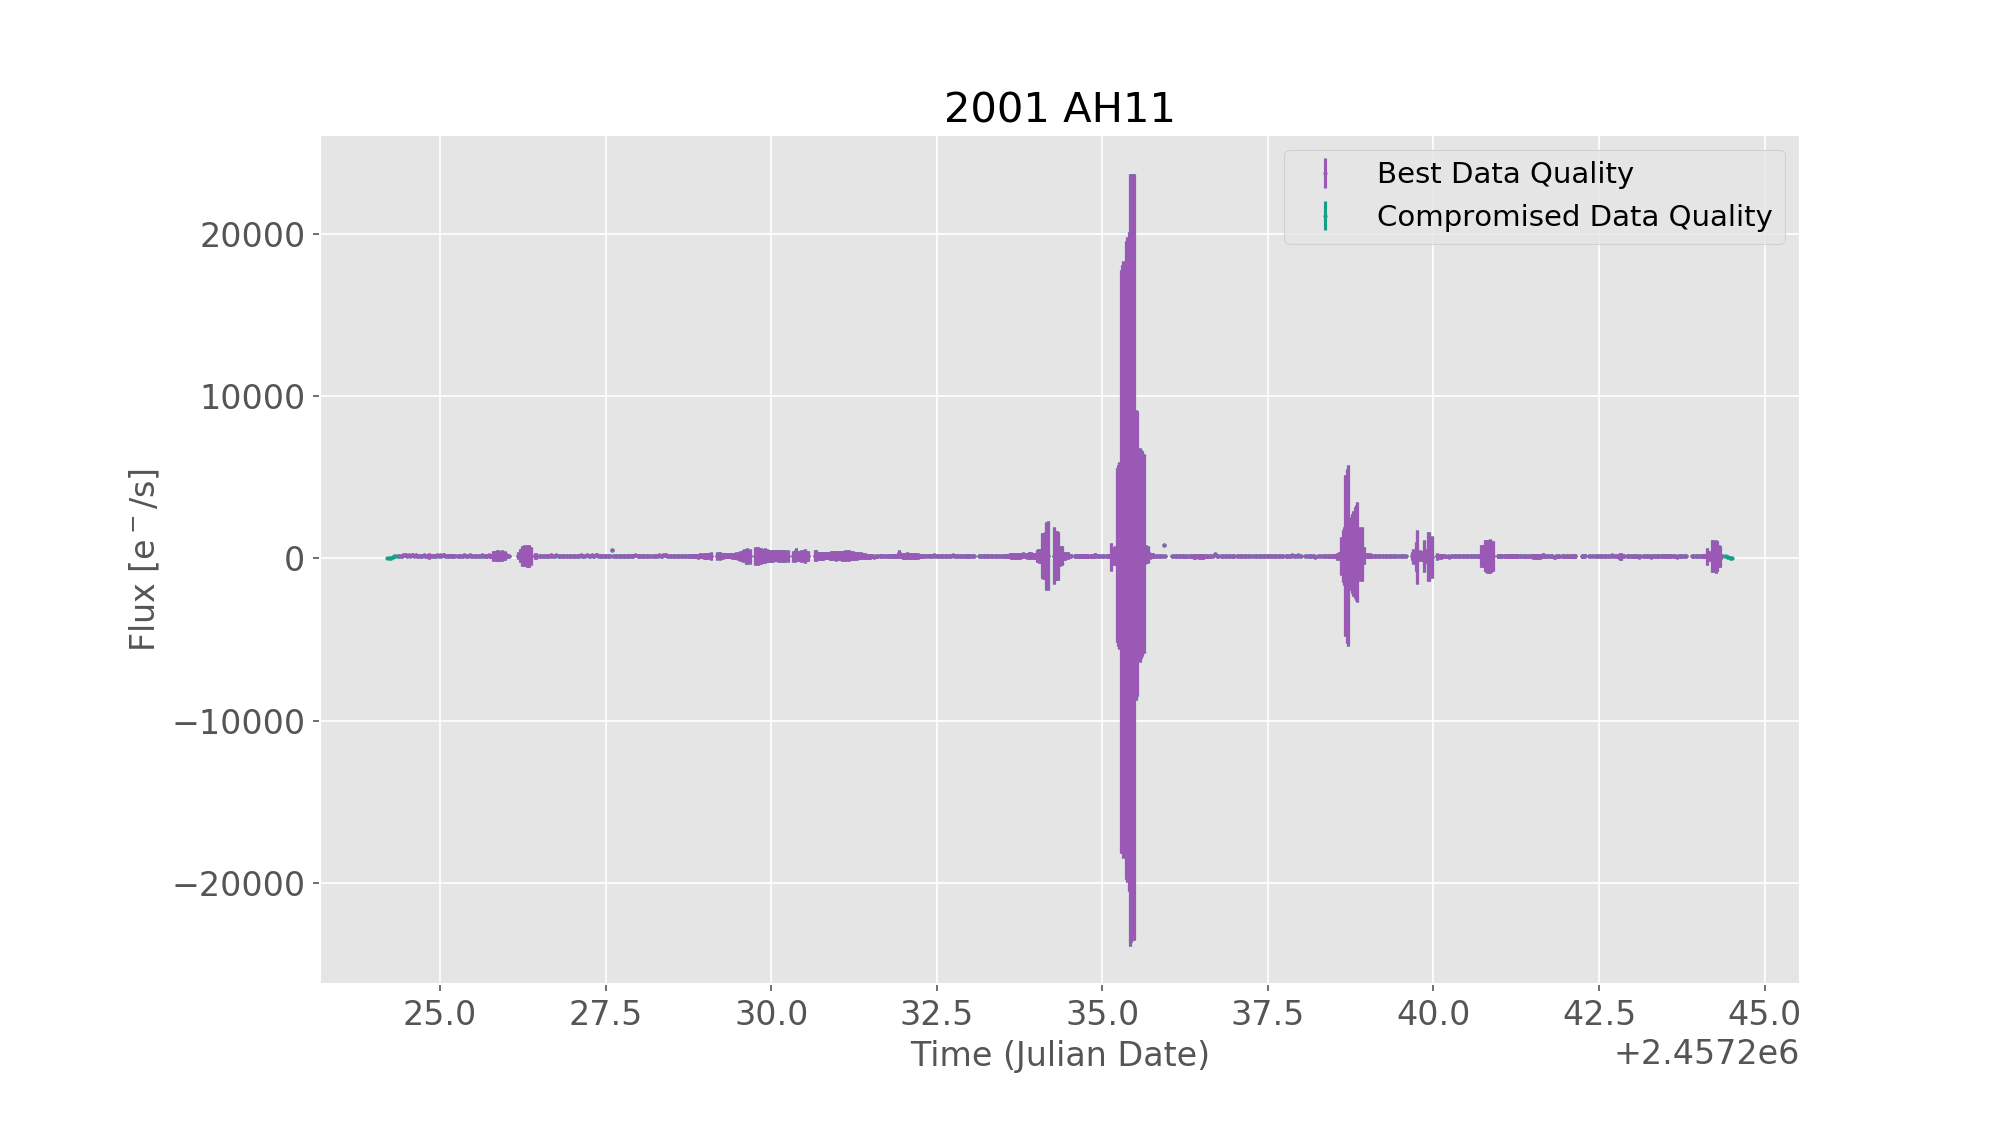 2001 AH11
Best Data Quality
Compromised Data Quality
20000
10000
0
−10000
−20000
Flux [e⁻/s]
25.0 27.5 30.0 32.5 35.0 37.5 40.0 42.5 45.0
Time (Julian Date)
+2.4572e6